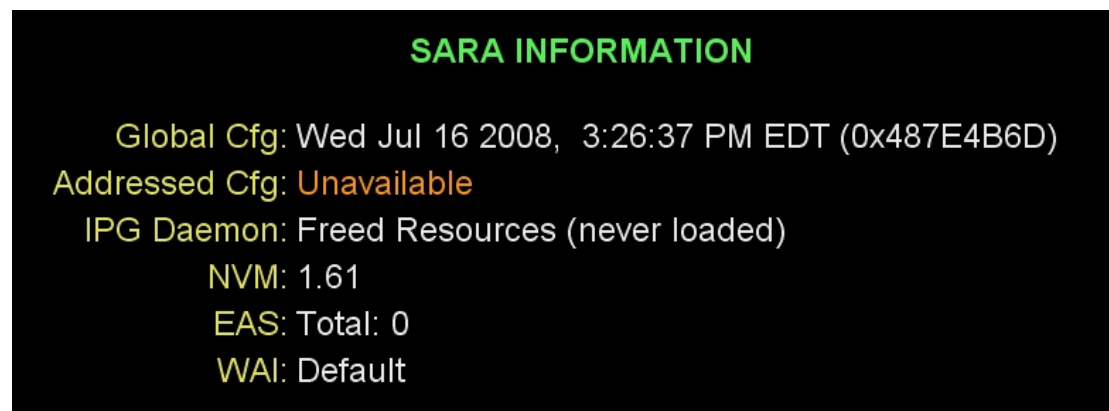 SARA INFORMATION
Global Cfg: Wed Jul 16 2008, 3:26:37 PM EDT (0x487E4B6D)
Addressed Cfg: Unavailable
IPG Daemon: Freed Resources (never loaded)
NVM: 1.61
EAS: Total: 0
WAI: Default